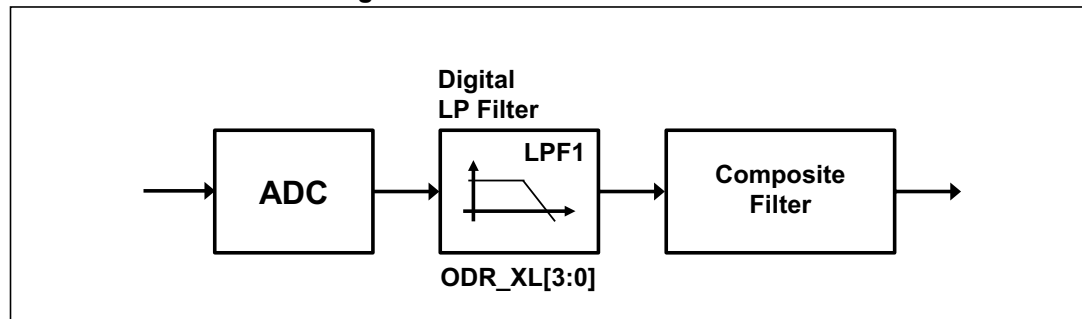 Digital
LP Filter
LPF1
ADC
Composite
Filter
ODR_XL[3:0]